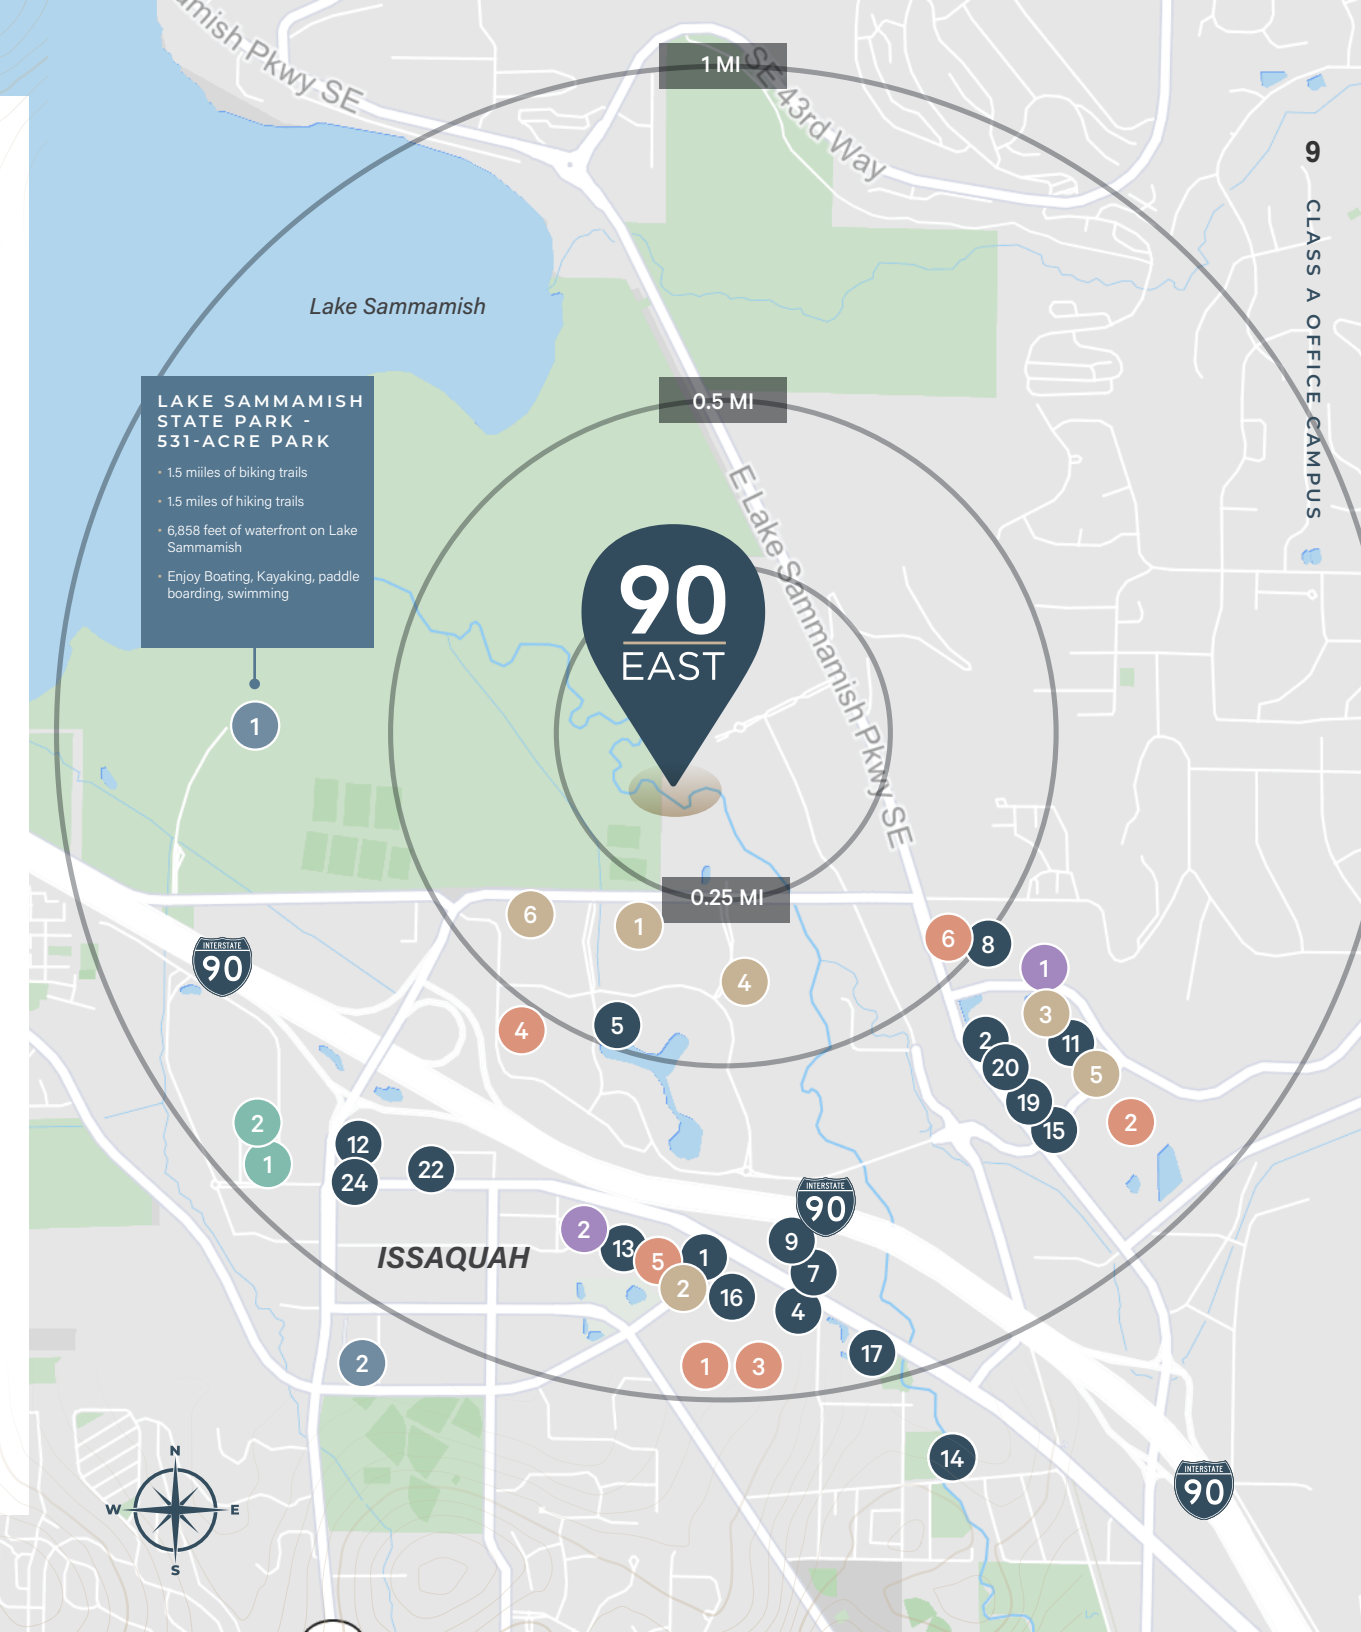 amish Pkwy SE
1 MI
SE 43rd Way
9
CLASS A OFFICE CAMPUS
Lake Sammamish
LAKE SAMMAMISH
STATE PARK -
531-ACRE PARK
• 1.5 miiles of biking trails
• 1.5 miles of hiking trails
• 6,858 feet of waterfront on Lake
Sammamish
• Enjoy Boating, Kayaking, paddle
boarding, swimming
0.5 MI
E Lake Sammamish Pkwy SE
90
EAST
1
0.25 MI
6
1
4
6
8
1
INTERSTATE
90
4
5
3
2
11
20
5
19
15
2
2
1
12
24
22
INTERSTATE
90
2
13
5
1
9
7
2
16
4
ISSAQUAH
2
1
3
17
14
INTERSTATE
90
N
W
E
S